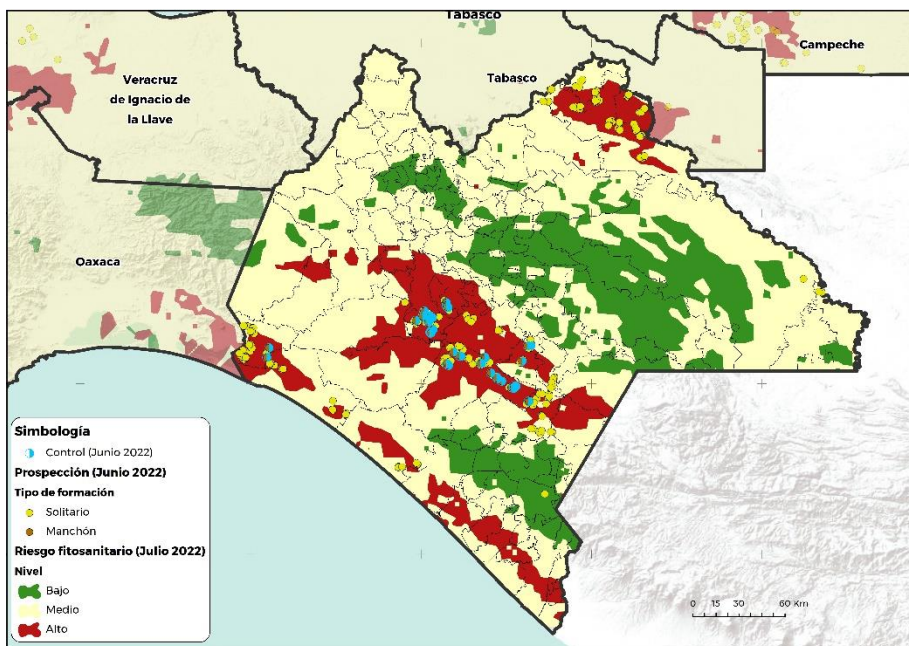 Tabasco
Campeche
Veracruz
de Ignacio de
la Llave
Tabasco
Oaxaca
Simbología
Control (Junio 2022)
Prospección (Junio 2022)
Tipo de formación
Solitario
Manchón
Riesgo fitosanitario (Julio 2022)
Nivel
Bajo
Medio
Alto
0 15 30 60 Km